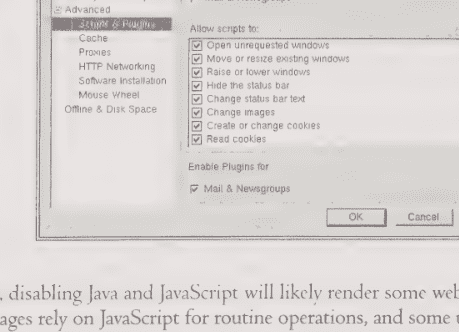 Advanced
Scripts & Plugins
Cache
Proxies
HTTP Networking
Software Installation
Mouse Wheel
Offline & Disk Space
Allow scripts to:
Open unrequested windows
Move or resize existing windows
Raise or lower windows
Hide the status bar
Change status bar text
Change images
Create or change cookies
Read cookies
Enable Plugins for
Mail & Newsgroups
OK Cancel
, disabling Java and JavaScript will likely render some web
ages rely on JavaScript for routine operations, and some